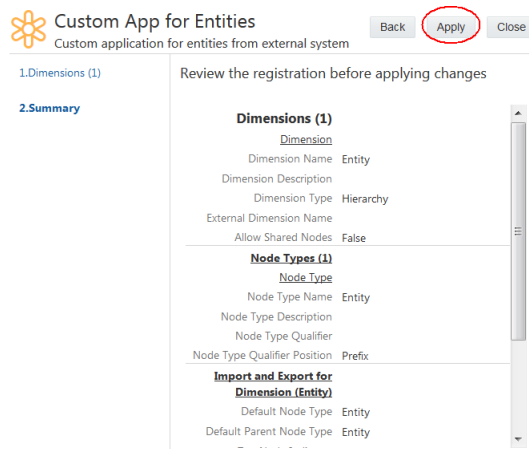 Custom App for Entities
Custom application for entities from external system
Back
Apply
Close
1.Dimensions (1)
2.Summary
Review the registration before applying changes
Dimensions (1)
Dimension
Dimension Name Entity
Dimension Description
Dimension Type Hierarchy
External Dimension Name
Allow Shared Nodes False
Node Types (1)
Node Type
Node Type Name Entity
Node Type Description
Node Type Qualifier
Node Type Qualifier Position Prefix
Import and Export for
Dimension (Entity)
Default Node Type Entity
Default Parent Node Type Entity